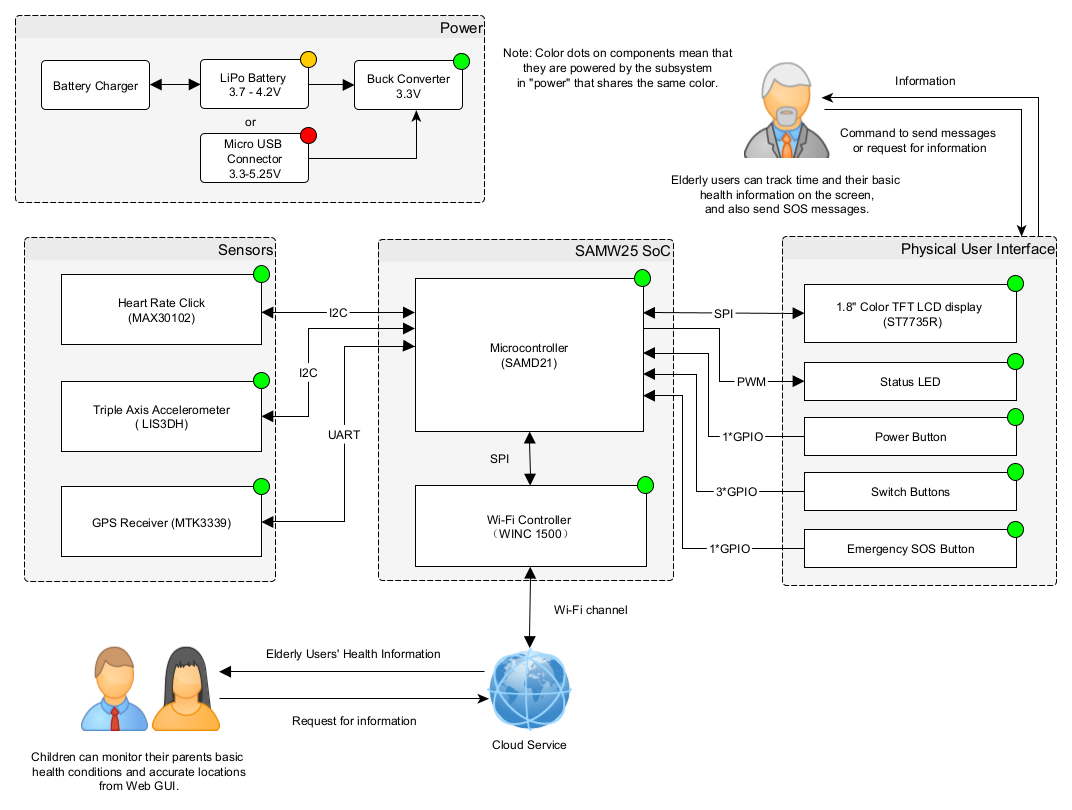 Power
Battery Charger
LiPo Battery
3.7 - 4.2V
Buck Converter
3.3V
or
Micro USB
Connector
3.3-5.25V
Note: Color dots on components mean that
they are powered by the subsystem
in "power" that shares the same color.
Information
Command to send messages
or request for information
Elderly users can track time and their basic
health information on the screen,
and also send SOS messages.
Sensors
Heart Rate Click
(MAX30102)
Triple Axis Accelerometer
( LIS3DH)
GPS Receiver (MTK3339)
I2C
I2C
UART
SAMW25 SoC
Microcontroller
(SAMD21)
SPI
Wi-Fi Controller
（WINC 1500）
SPI
PWM
1*GPIO
3*GPIO
1*GPIO
Physical User Interface
1.8" Color TFT LCD display
(ST7735R)
Status LED
Power Button
Switch Buttons
Emergency SOS Button
Wi-Fi channel
Elderly Users' Health Information
Request for information
Cloud Service
Children can monitor their parents basic
health conditions and accurate locations
from Web GUI.